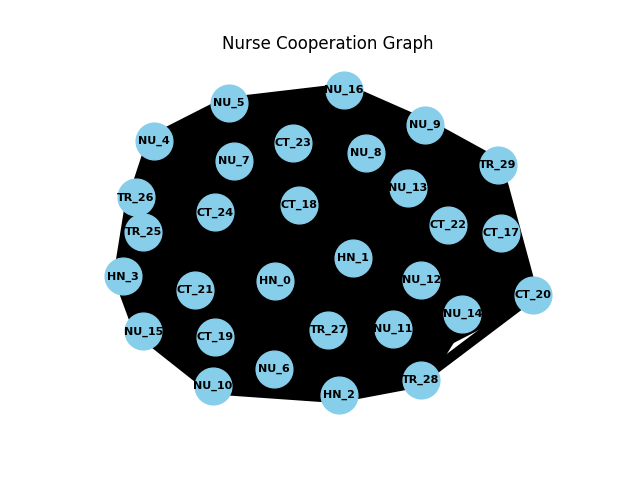 Nurse Cooperation Graph
NU_16
NU_5
NU_9
NU_4
CT_23
NU_8
NU_7
TR_29
NU_13
TR_26
CT_18
CT_24
CT_22
TR_25
CT_17
HN_1
HN_3
HN_0
NU_12
CT_21
CT_20
NU_14
NU_15
TR_27
NU_11
CT_19
NU_6
TR_28
NU_10
HN_2